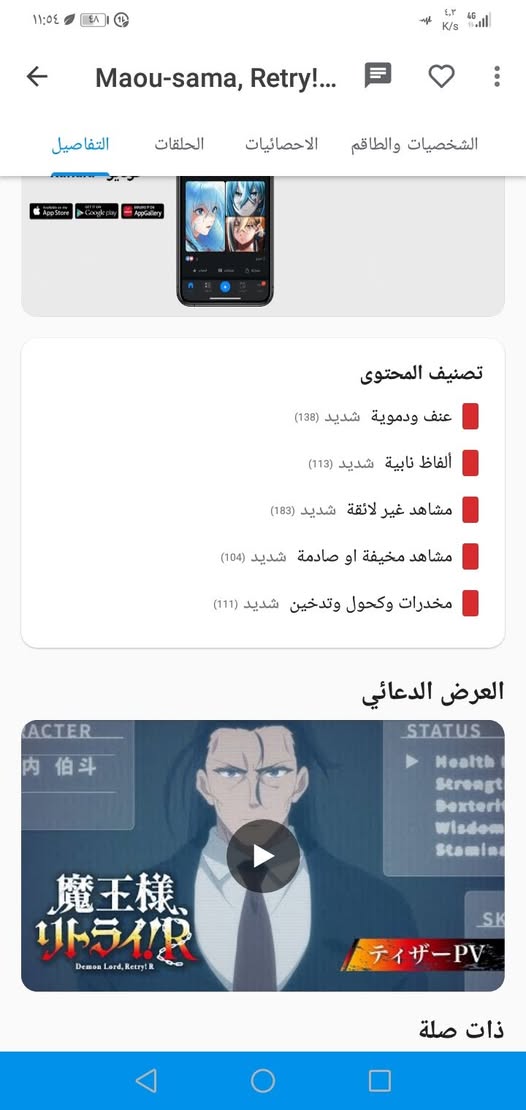 ١١:٥٤ ٤٨ ٤,٣ K/s 4G
Maou-sama, Retry!...
التفاصيل الحلقات الاحصائيات الشخصيات والطاقم
App Store Google play AppGallery
تصنيف المحتوى
عنف ودموية شديد (138)
ألفاظ نابية شديد (113)
مشاهد غير لائقة شديد (183)
مشاهد مخيفة او صادمة شديد (104)
مخدرات وكحول وتدخين شديد (111)
العرض الدعائي
ACTER
内 伯斗
STATUS
Health
Strengt
Dexterit
Wisdom
Stamina
SK
魔王様、
リトライ!R
Demon Lord, Retry! R
ティザーPV
ذات صلة